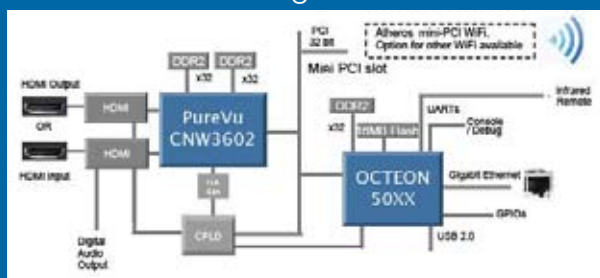 PCI
32 Bit
Atheros mini-PCI WiFi.
Option for other WiFi available
Mini PCI slot
DDR2
DDR2
x32
x32
HDMI Output
HDMI
OR
HDMI
HDMI Input
PureVu
CNW3602
DDR2
x32
16MB Flash
UARTs
Infrared
Remote
Console
/ Debug
OCTEON
50XX
Gigabit Ethernet
GPIOs
USB 2.0
CPLD
Digital
Audio
Output